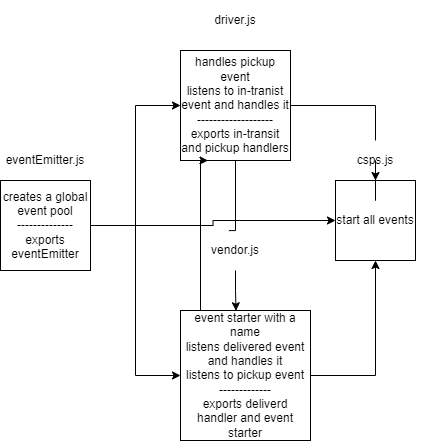 driver.js
handles pickup
event
listens to in-tranist
event and handles it
-------------------
exports in-transit
and pickup handlers
eventEmitter.js
creates a global
event pool
--------------
exports
eventEmitter
csps.js
start all events
vendor.js
event starter with a
name
listens delivered event
and handles it
listens to pickup event
-------------
exports deliverd
handler and event
starter